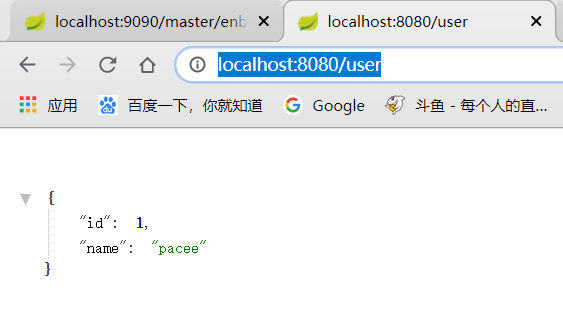 localhost:9090/master/enb
localhost:8080/user
localhost:8080/user
应用 百度一下，你就知道 Google 斗鱼 - 每个人的直...
{
"id": 1,
"name": "pacee"
}